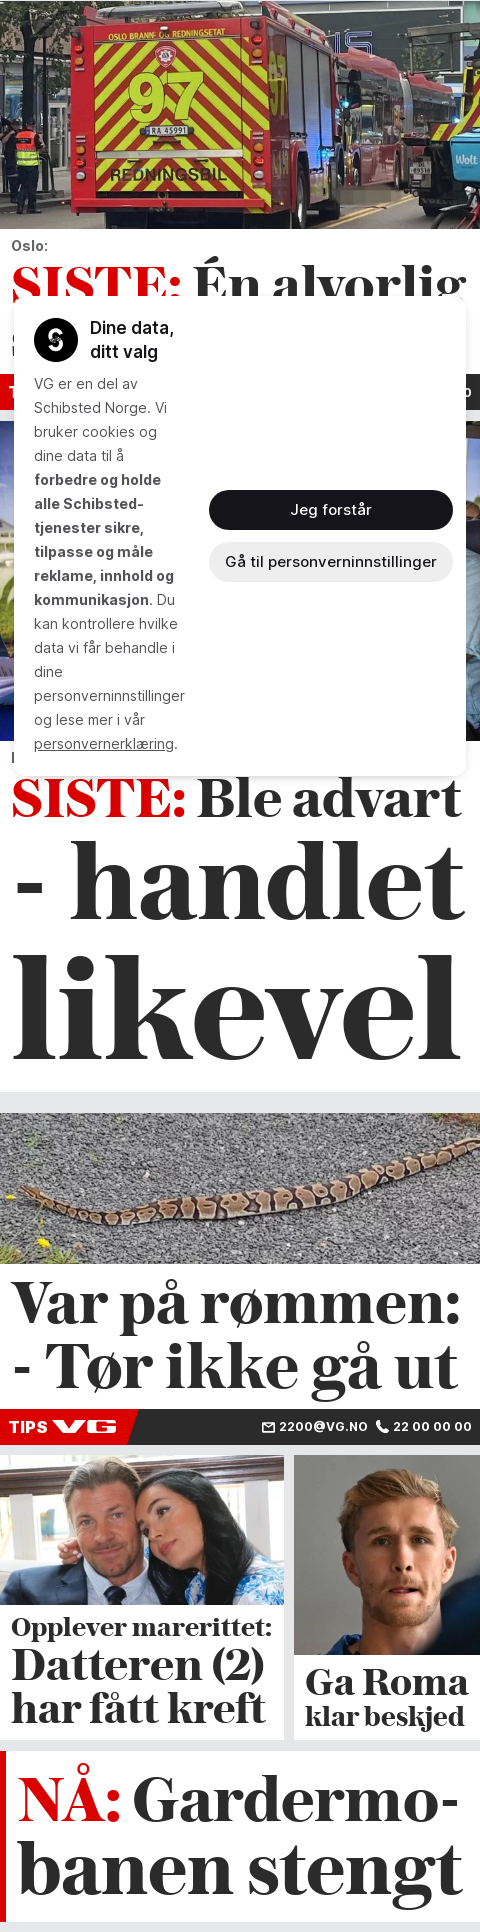 OSLO BRANN- OG REDNINGSETAT
97
RA 45991
REDNINGSBIL
Wolt
Oslo:
SISTE: Én alvorlig
Dine data,
ditt valg
VG er en del av
Schibsted Norge. Vi
bruker cookies og
dine data til å
forbedre og holde
alle Schibsted-
tjenester sikre,
tilpasse og måle
reklame, innhold og
kommunikasjon. Du
kan kontrollere hvilke
data vi får behandle i
dine
personverninnstillinger
og lese mer i vår
personvernerklæring.
Jeg forstår
Gå til personverninnstillinger
SISTE: Ble advart
- handlet
likevel
Var på rømmen:
- Tør ikke gå ut
TIPS VG 2200@VG.NO 22 00 00 00
Opplever marerittet:
Datteren (2)
har fått kreft
Ga Roma
klar beskjed
NÅ: Gardermo-
banen stengt